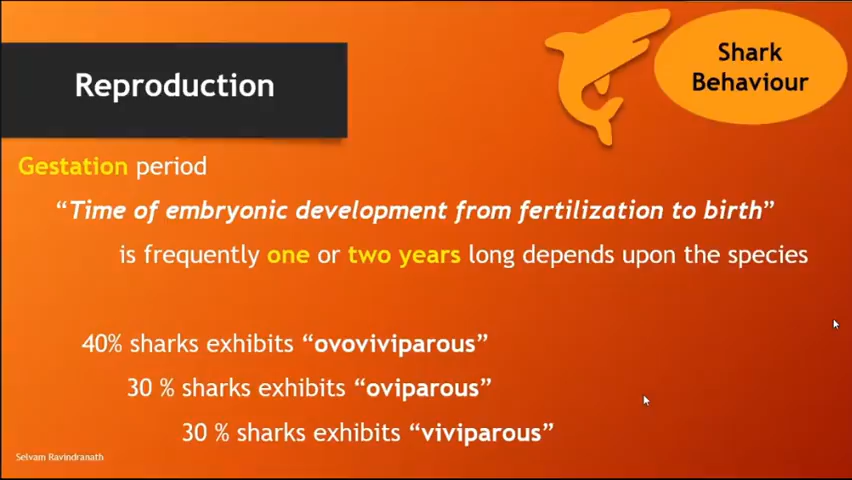 Reproduction
Shark
Behaviour
Gestation period
“Time of embryonic development from fertilization to birth”
is frequently one or two years long depends upon the species
40% sharks exhibits “ovoviviparous”
30 % sharks exhibits “oviparous”
30 % sharks exhibits “viviparous”
Selvam Ravindranath